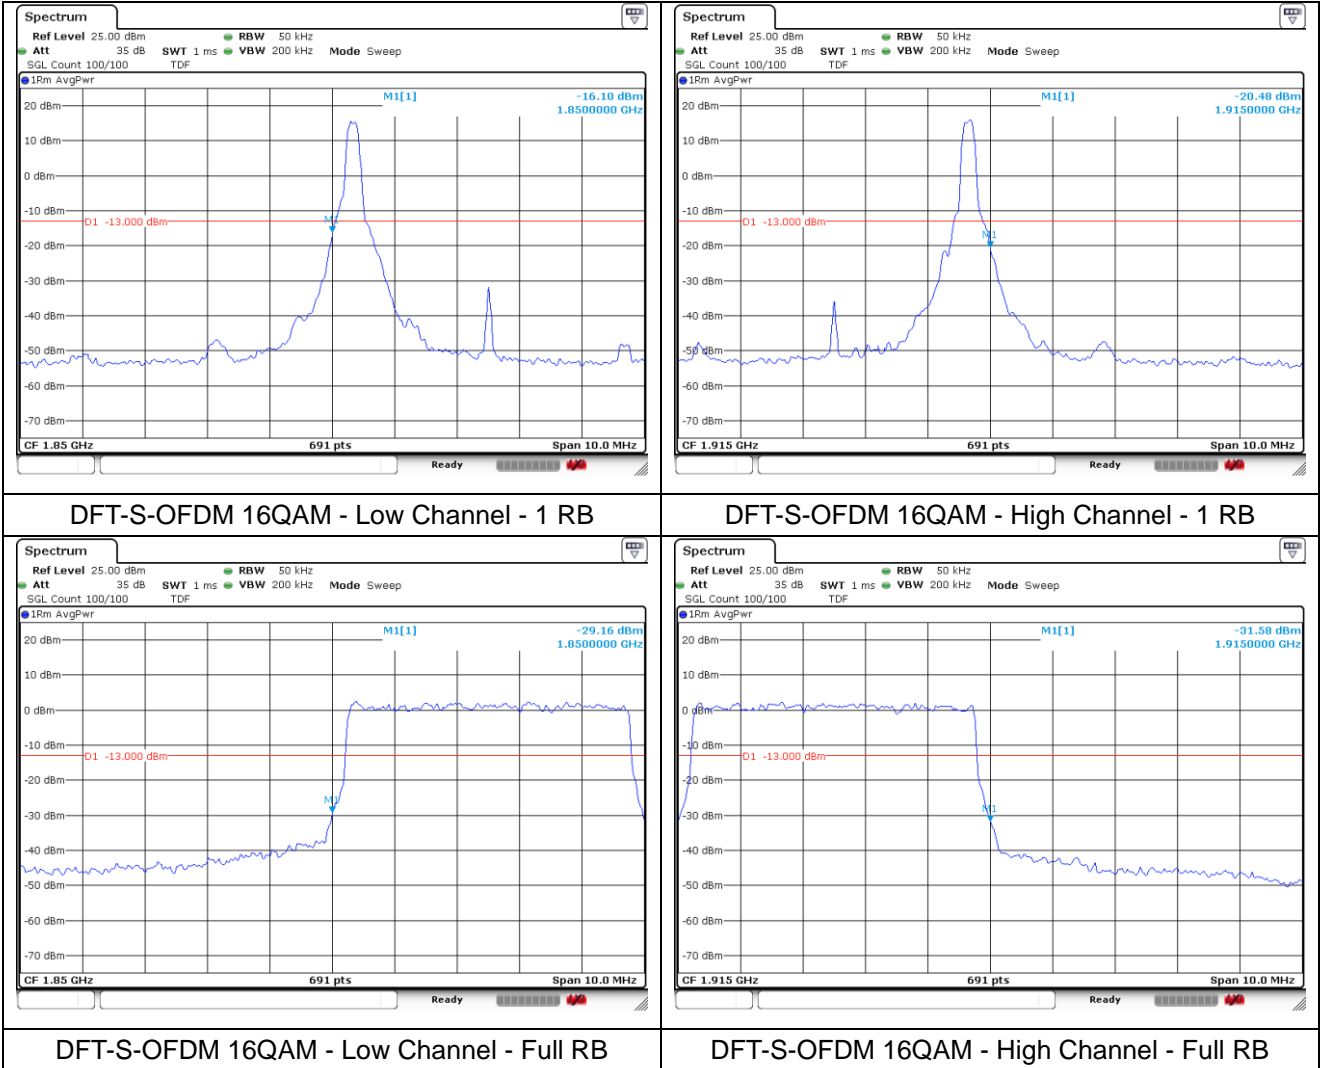 Spectrum
Ref Level 25.00 dBm RBW 50 kHz
Att 35 dB SWT 1 ms VBW 200 kHz Mode Sweep
SGL Count 100/100 TDF
1Rm AvgPwr
M1[1] -16.10 dBm
1.8500000 GHz
20 dBm
10 dBm
0 dBm
-10 dBm
D1 -13.000 dBm
M1
-20 dBm
-30 dBm
-40 dBm
-50 dBm
-60 dBm
-70 dBm
CF 1.85 GHz 691 pts Span 10.0 MHz
Ready
DFT-S-OFDM 16QAM - Low Channel - 1 RB
Spectrum
Ref Level 25.00 dBm RBW 50 kHz
Att 35 dB SWT 1 ms VBW 200 kHz Mode Sweep
SGL Count 100/100 TDF
1Rm AvgPwr
M1[1] -20.48 dBm
1.9150000 GHz
20 dBm
10 dBm
0 dBm
-10 dBm
D1 -13.000 dBm
M1
-20 dBm
-30 dBm
-40 dBm
-50 dBm
-60 dBm
-70 dBm
CF 1.915 GHz 691 pts Span 10.0 MHz
Ready
DFT-S-OFDM 16QAM - High Channel - 1 RB
Spectrum
Ref Level 25.00 dBm RBW 50 kHz
Att 35 dB SWT 1 ms VBW 200 kHz Mode Sweep
SGL Count 100/100 TDF
1Rm AvgPwr
M1[1] -29.16 dBm
1.8500000 GHz
20 dBm
10 dBm
0 dBm
-10 dBm
D1 -13.000 dBm
-20 dBm
M1
-30 dBm
-40 dBm
-50 dBm
-60 dBm
-70 dBm
CF 1.85 GHz 691 pts Span 10.0 MHz
Ready
DFT-S-OFDM 16QAM - Low Channel - Full RB
Spectrum
Ref Level 25.00 dBm RBW 50 kHz
Att 35 dB SWT 1 ms VBW 200 kHz Mode Sweep
SGL Count 100/100 TDF
1Rm AvgPwr
M1[1] -31.58 dBm
1.9150000 GHz
20 dBm
10 dBm
0 dBm
-10 dBm
D1 -13.000 dBm
-20 dBm
M1
-30 dBm
-40 dBm
-50 dBm
-60 dBm
-70 dBm
CF 1.915 GHz 691 pts Span 10.0 MHz
Ready
DFT-S-OFDM 16QAM - High Channel - Full RB